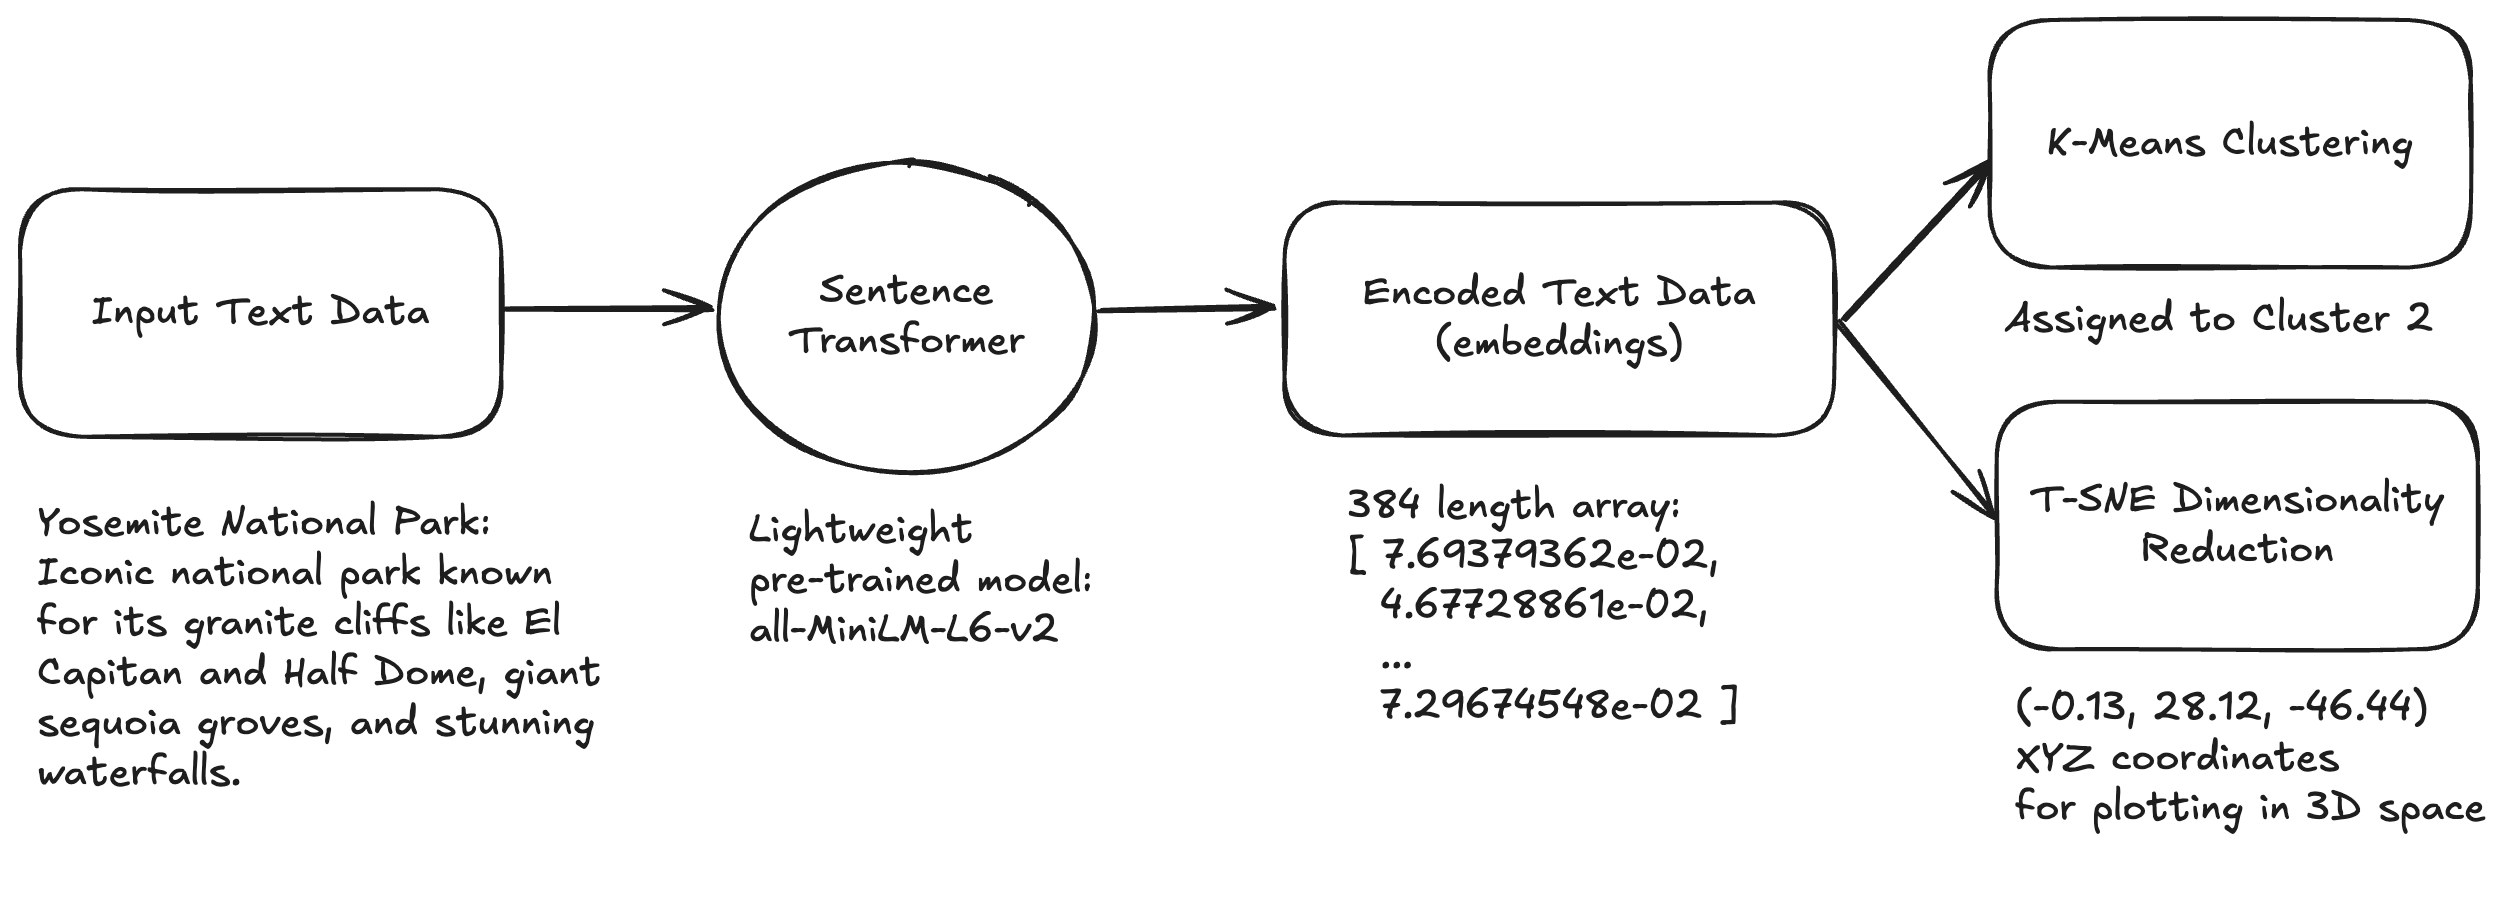 Input Text Data
Yosemite National Park:
Iconic national park known
for its granite cliffs like El
Capitan and Half Dome, giant
sequoia groves, and stunning
waterfalls.
Sentence
Transformer
Lightweight
pre-trained model:
all-MiniLM-L6-v2
Encoded Text Data
(embeddings)
384 length array:
[ 7.69379362e-02,
4.67728861e-02,
...
7.29674548e-02 ]
K-Means Clustering
Assigned to Cluster 2
T-SNE Dimensionality
Reduction
(-0.13, 28.12, -46.44)
XYZ coordinates
for plotting in 3D space